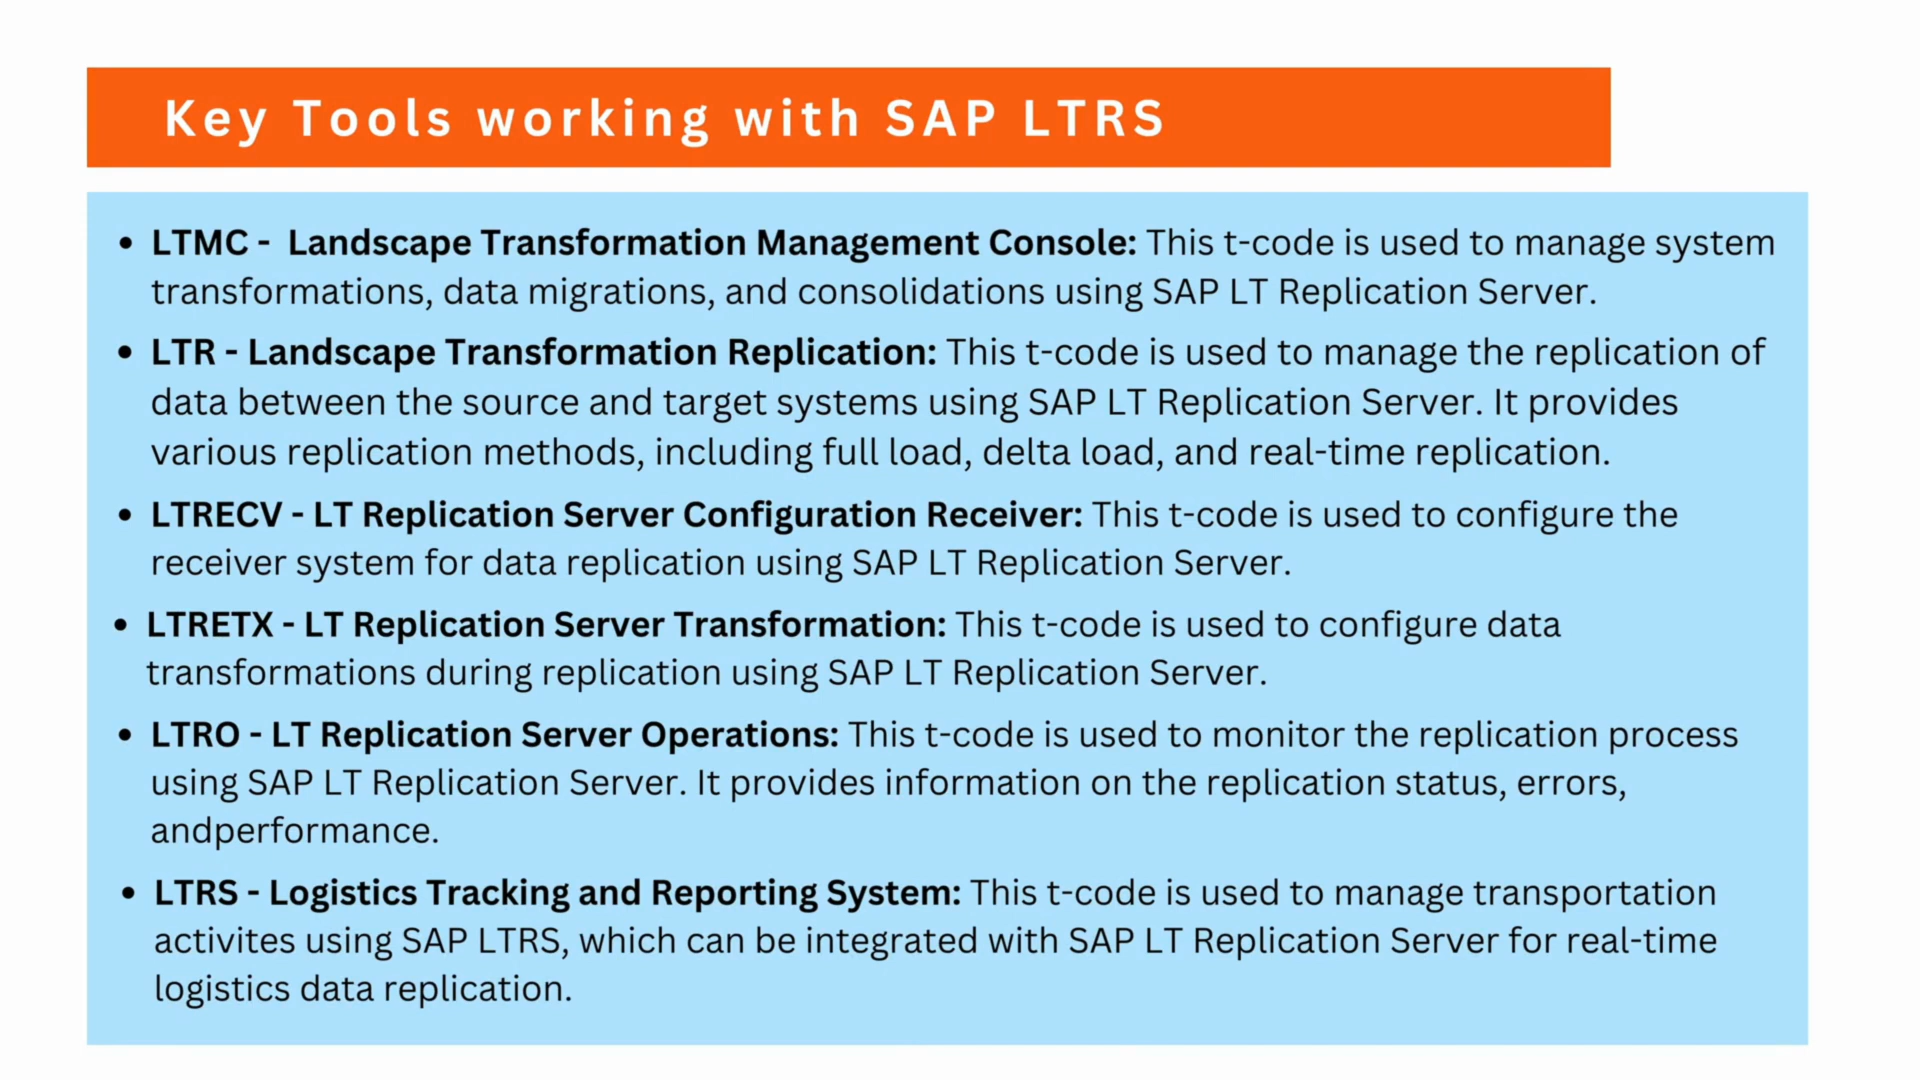 Key Tools working with SAP LTRS
• LTMC - Landscape Transformation Management Console: This t-code is used to manage system
transformations, data migrations, and consolidations using SAP LT Replication Server.
• LTR - Landscape Transformation Replication: This t-code is used to manage the replication of
data between the source and target systems using SAP LT Replication Server. It provides
various replication methods, including full load, delta load, and real-time replication.
• LTRECV - LT Replication Server Configuration Receiver: This t-code is used to configure the
receiver system for data replication using SAP LT Replication Server.
• LTRETX - LT Replication Server Transformation: This t-code is used to configure data
transformations during replication using SAP LT Replication Server.
• LTRO - LT Replication Server Operations: This t-code is used to monitor the replication process
using SAP LT Replication Server. It provides information on the replication status, errors,
andperformance.
• LTRS - Logistics Tracking and Reporting System: This t-code is used to manage transportation
activites using SAP LTRS, which can be integrated with SAP LT Replication Server for real-time
logistics data replication.